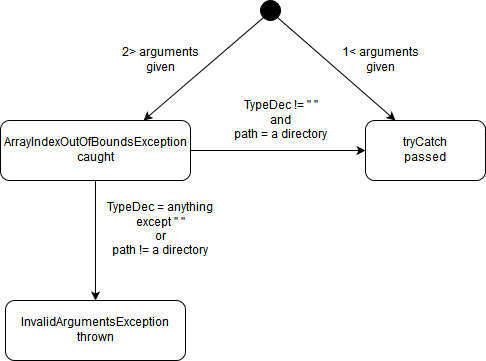 2> arguments
given
1< arguments
given
TypeDec != " "
and
path = a directory
ArrayIndexOutOfBoundsException
caught
tryCatch
passed
TypeDec = anything
except " "
or
path != a directory
InvalidArgumentsException
thrown